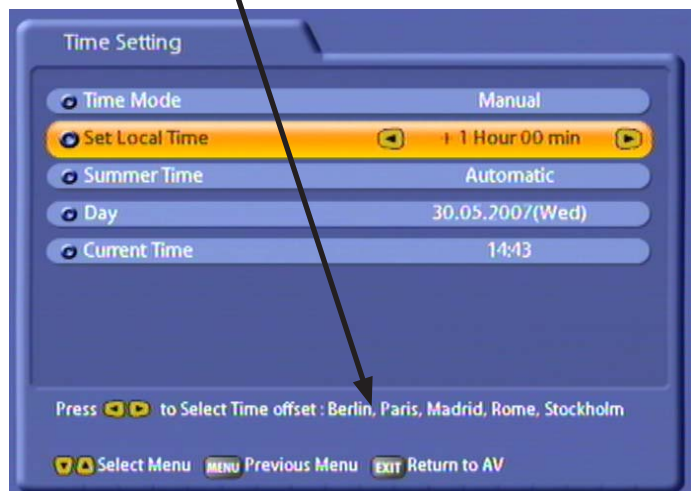 Time Setting
Time Mode Manual
Set Local Time + 1 Hour 00 min
Summer Time Automatic
Day 30.05.2007(Wed)
Current Time 14:43
Press to Select Time offset : Berlin, Paris, Madrid, Rome, Stockholm
Select Menu MENU Previous Menu EXIT Return to AV